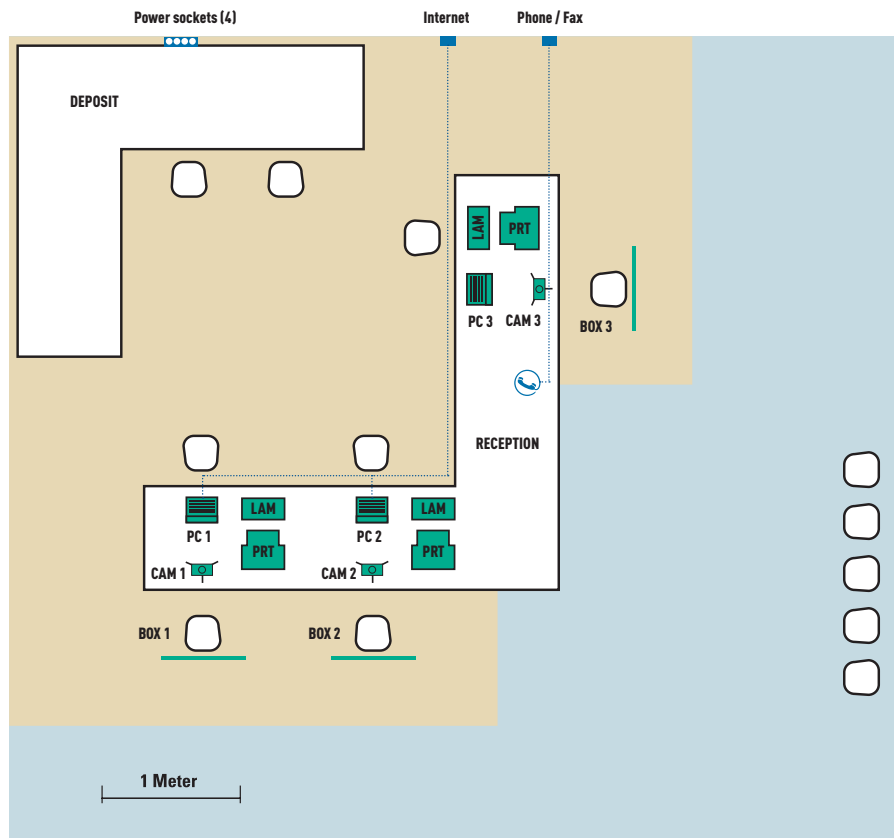 Power sockets (4)
Internet
Phone / Fax
DEPOSIT
LAM
PRT
PC 3
CAM 3
BOX 3
RECEPTION
LAM
LAM
PC 1
PC 2
PRT
PRT
CAM 1
CAM 2
BOX 1
BOX 2
1 Meter